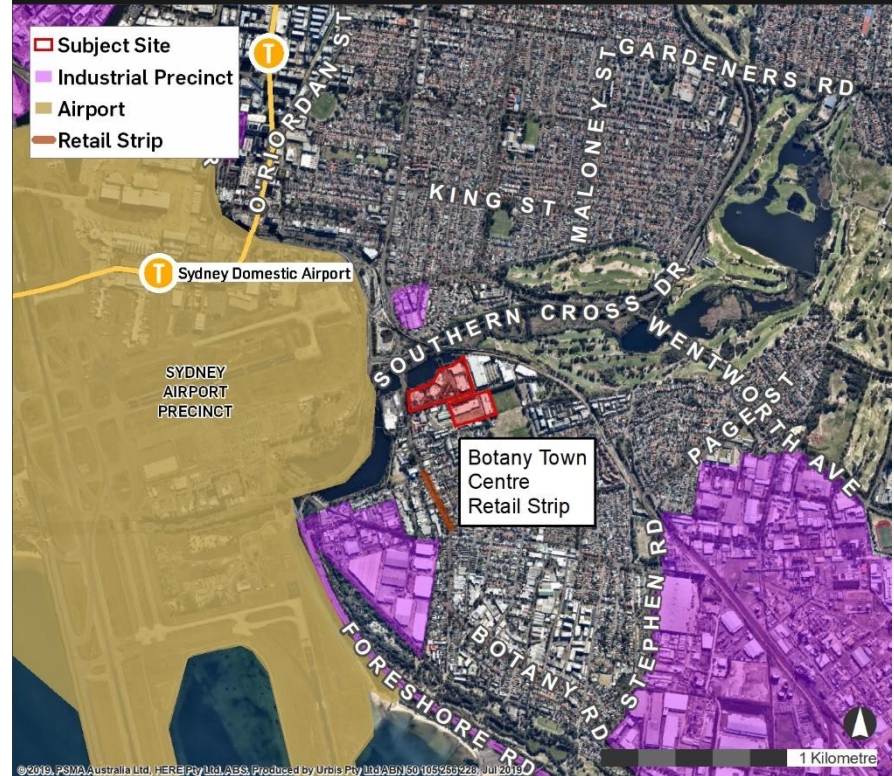 Subject Site
Industrial Precinct
Airport
Retail Strip
T
O'RIORDAN ST
GARDENERS RD
MALONEY ST
KING ST
T Sydney Domestic Airport
SOUTHERN CROSS DR
WENTWORTH AVE
PAGE ST
SYDNEY
AIRPORT
PRECINCT
Botany Town
Centre
Retail Strip
STEPHEN RD
BOTANY RD
FORESHORE RD
1 Kilometre
© 2019. PSMA Australia Ltd, HERE Pty Ltd, ABS. Produced by Urbis Pty Ltd ABN 50 105 256 228, Jul 2019